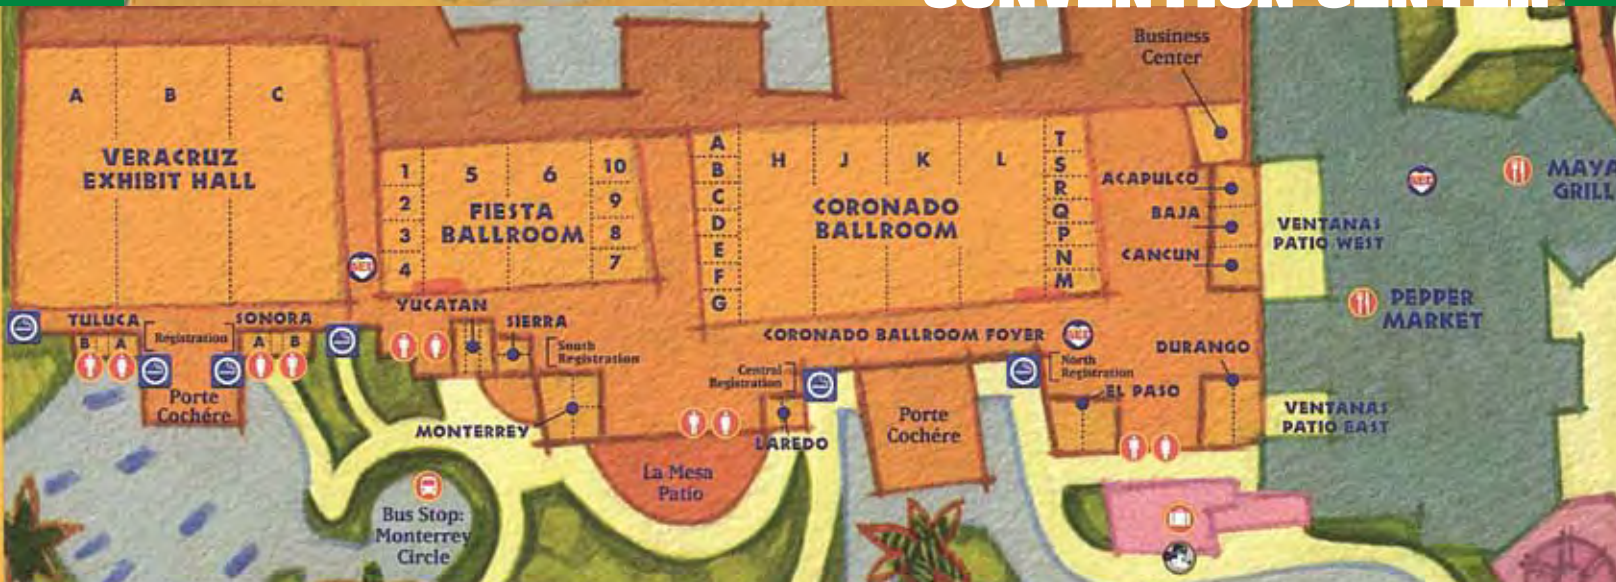 CONVENTION CENTER
Business
Center
A
B
C
VERACRUZ
EXHIBIT HALL
1
2
3
4
5
6
10
9
8
7
FIESTA
BALLROOM
A
B
C
D
E
F
G
H
J
K
L
T
S
R
Q
P
N
M
CORONADO
BALLROOM
ACAPULCO
BAJA
CANCUN
VENTANAS
PATIO WEST
MAYA
GRILL
PEPPER
MARKET
TULUCA
B A
Registration
SONORA
A B
YUCATAN
SIERRA
South
Registration
CORONADO BALLROOM FOYER
Central
Registration
North
Registration
DURANGO
EL PASO
Porte
Cochére
MONTERREY
LAREDO
Porte
Cochére
VENTANAS
PATIO EAST
La Mesa
Patio
Bus Stop:
Monterrey
Circle